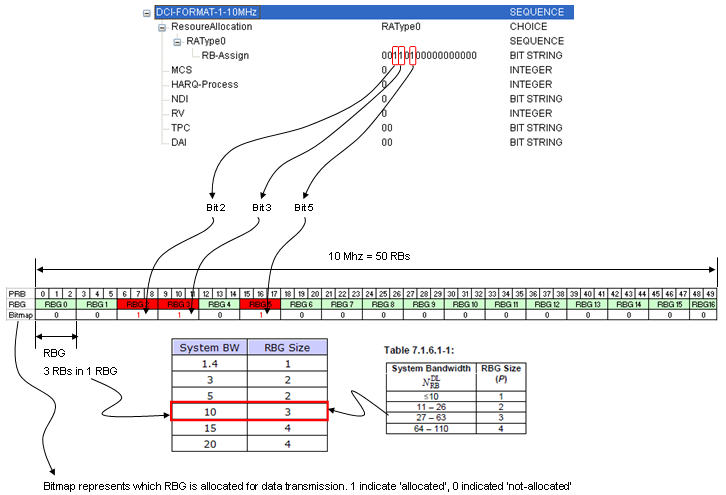 DCI-FORMAT-1-10MHz SEQUENCE
ResoureAllocation RAType0 CHOICE
RAType0 SEQUENCE
RB-Assign 00110100000000000 BIT STRING
MCS 0 INTEGER
HARQ-Process 0 INTEGER
NDI 0 BIT STRING
RV 0 INTEGER
TPC 00 BIT STRING
DAI 00 BIT STRING
Bit2 Bit3 Bit5
10 Mhz = 50 RBs
PRB 0 1 2 3 4 5 6 7 8 9 10 11 12 13 14 15 16 17 18 19 20 21 22 23 24 25 26 27 28 29 30 31 32 33 34 35 36 37 38 39 40 41 42 43 44 45 46 47 48 49
RBG RBG 0 RBG 1 RBG 2 RBG 3 RBG 4 RBG 5 RBG 6 RBG 7 RBG 8 RBG 9 RBG 10 RBG 11 RBG 12 RBG 13 RBG 14 RBG 15 RBG16
Bitmap 0 0 1 1 0 1 0 0 0 0 0 0 0 0 0 0 0
RBG
3 RBs in 1 RBG
System BW RBG Size
1.4 1
3 2
5 2
10 3
15 4
20 4
Table 7.1.6.1-1:
System Bandwidth RBG Size
N DL RB (P)
≤10 1
11 – 26 2
27 – 63 3
64 – 110 4
Bitmap represents which RBG is allocated for data transmission. 1 indicate 'allocated', 0 indicated 'not-allocated'